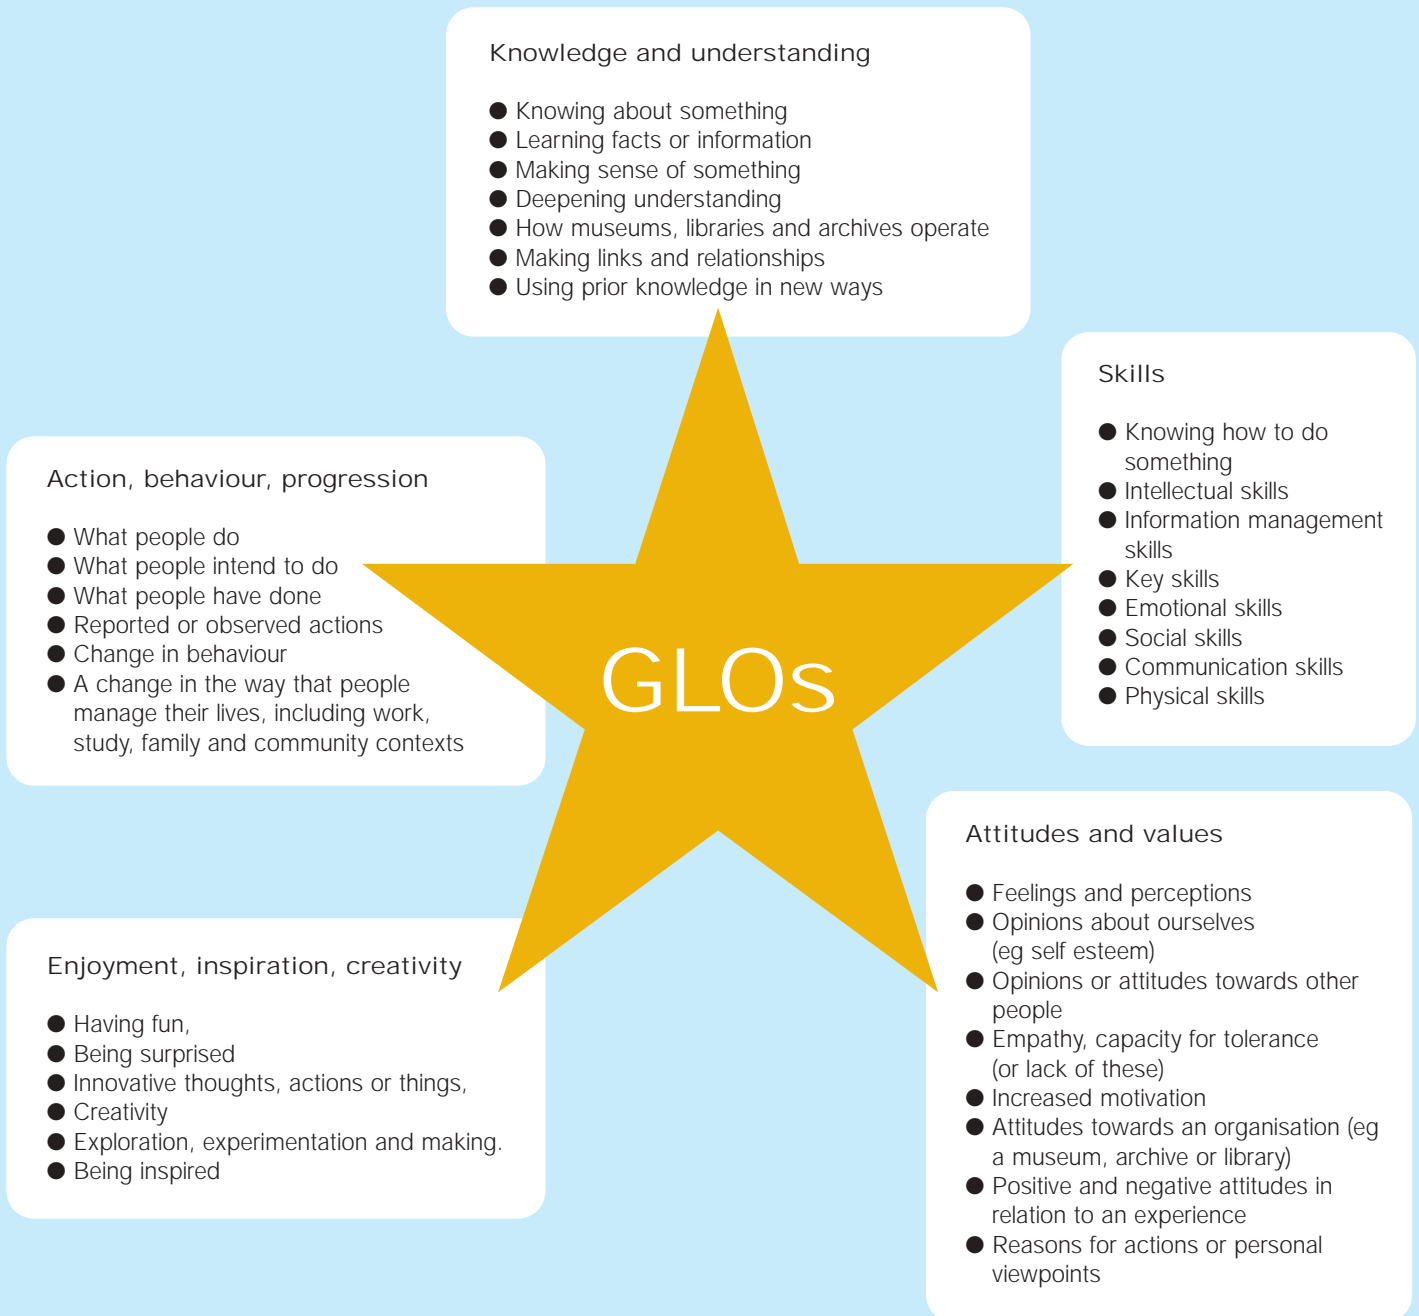 Knowledge and understanding
● Knowing about something
● Learning facts or information
● Making sense of something
● Deepening understanding
● How museums, libraries and archives operate
● Making links and relationships
● Using prior knowledge in new ways
Skills
● Knowing how to do
something
● Intellectual skills
● Information management
skills
● Key skills
● Emotional skills
● Social skills
● Communication skills
● Physical skills
Action, behaviour, progression
● What people do
● What people intend to do
● What people have done
● Reported or observed actions
● Change in behaviour
● A change in the way that people
manage their lives, including work,
study, family and community contexts
GLOs
Attitudes and values
● Feelings and perceptions
● Opinions about ourselves
(eg self esteem)
● Opinions or attitudes towards other
people
● Empathy, capacity for tolerance
(or lack of these)
● Increased motivation
● Attitudes towards an organisation (eg
a museum, archive or library)
● Positive and negative attitudes in
relation to an experience
● Reasons for actions or personal
viewpoints
Enjoyment, inspiration, creativity
● Having fun,
● Being surprised
● Innovative thoughts, actions or things,
● Creativity
● Exploration, experimentation and making.
● Being inspired